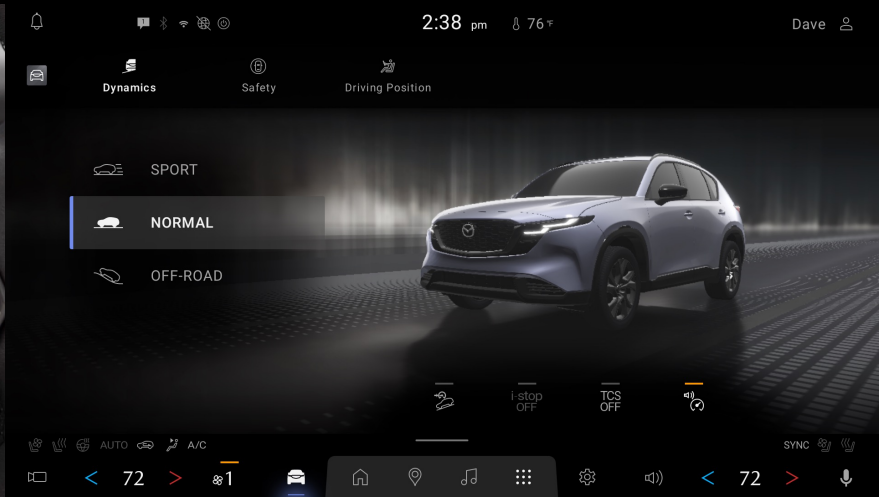 2:38 pm 76°F Dave
Dynamics Safety Driving Position
SPORT
NORMAL
OFF-ROAD
i-stop OFF
TCS OFF
AUTO A/C SYNC
72 1 72